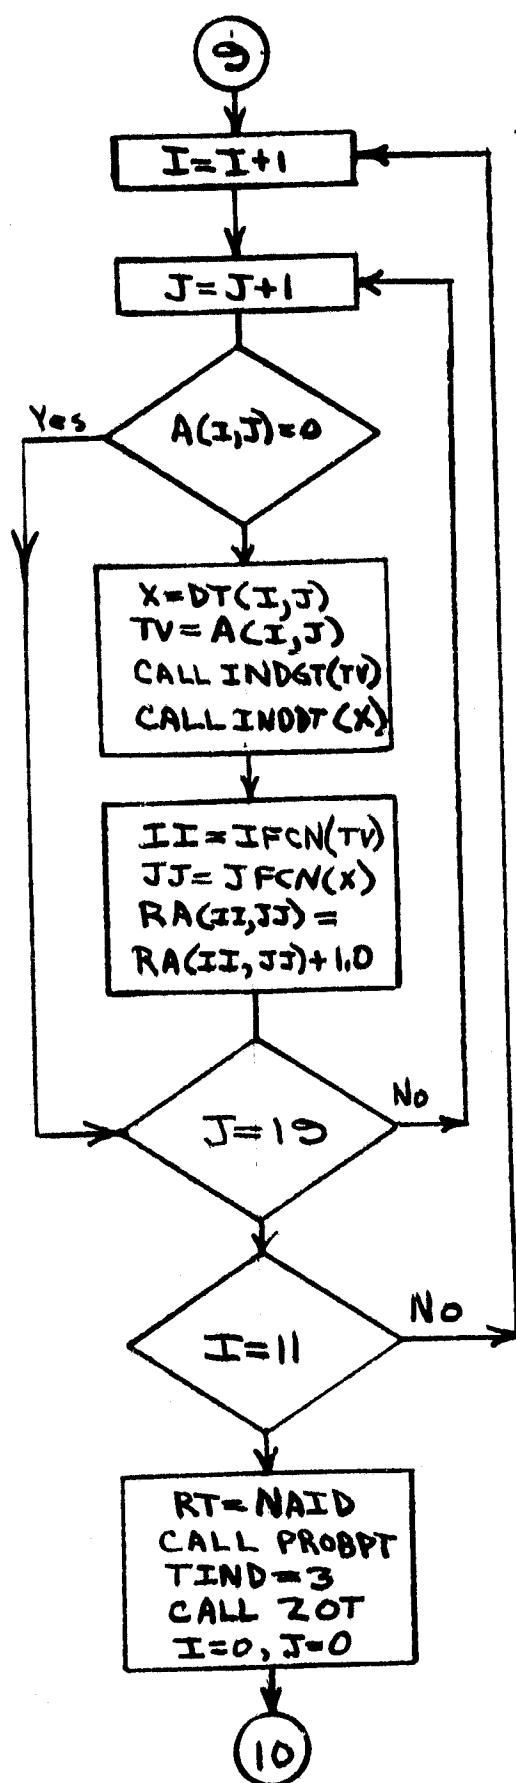 9
I=I+1
J=J+1
Yes
A(I,J)=0
X=DT(I,J)
TV=A(I,J)
CALL INDGT(TV)
CALL INDDT(X)
II=IFCN(TV)
JJ=JFCN(X)
RA(II,JJ)=
RA(II,JJ)+1.0
No
J=19
No
I=11
RT=NAID
CALL PROBPT
TIND=3
CALL ZOT
I=0, J=0
10